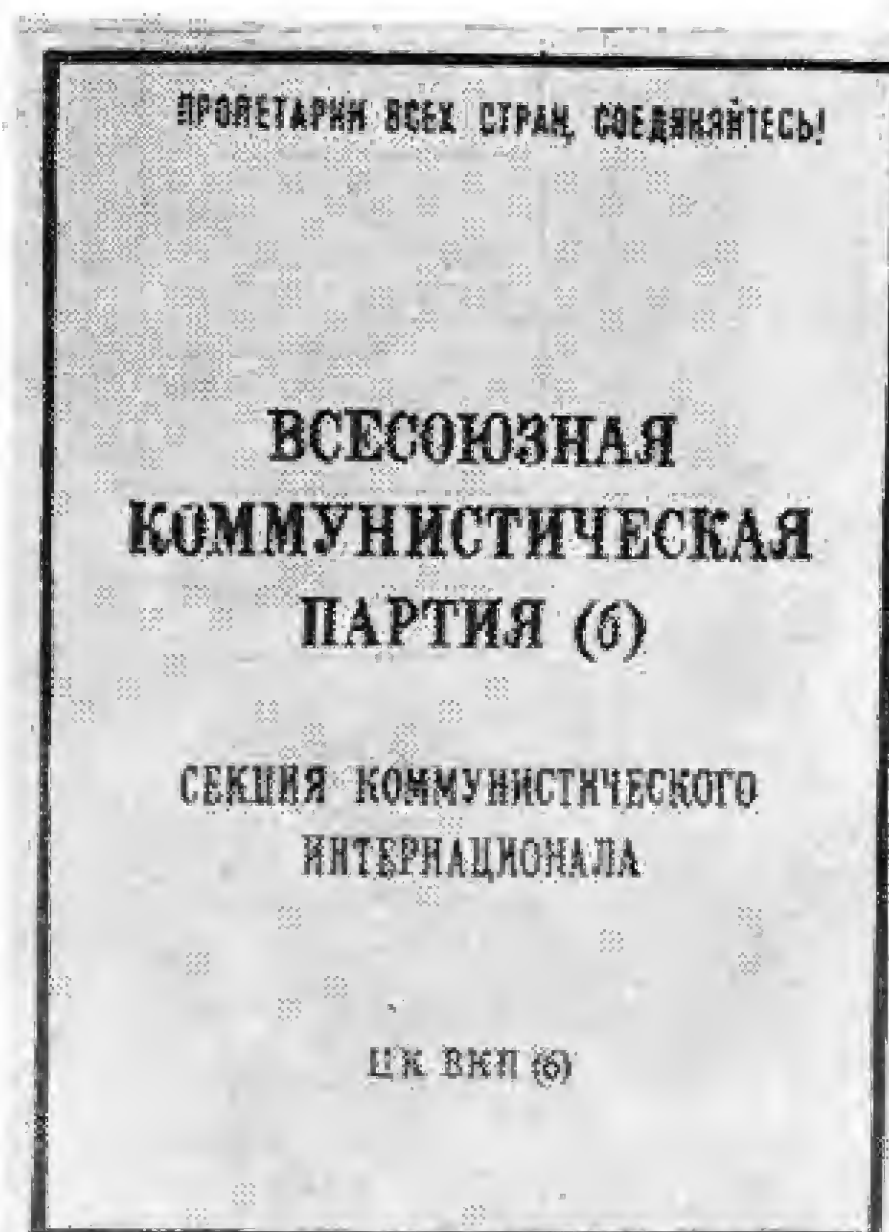 ПРОЛЕТАРИИ ВСЕХ СТРАН, СОЕДИНЯЙТЕСЬ!
ВСЕСОЮЗНАЯ
КОММУНИСТИЧЕСКАЯ
ПАРТИЯ (б)
СЕКЦИЯ КОММУНИСТИЧЕСКОГО
ИНТЕРНАЦИОНАЛА
ЦК ВКП (б)